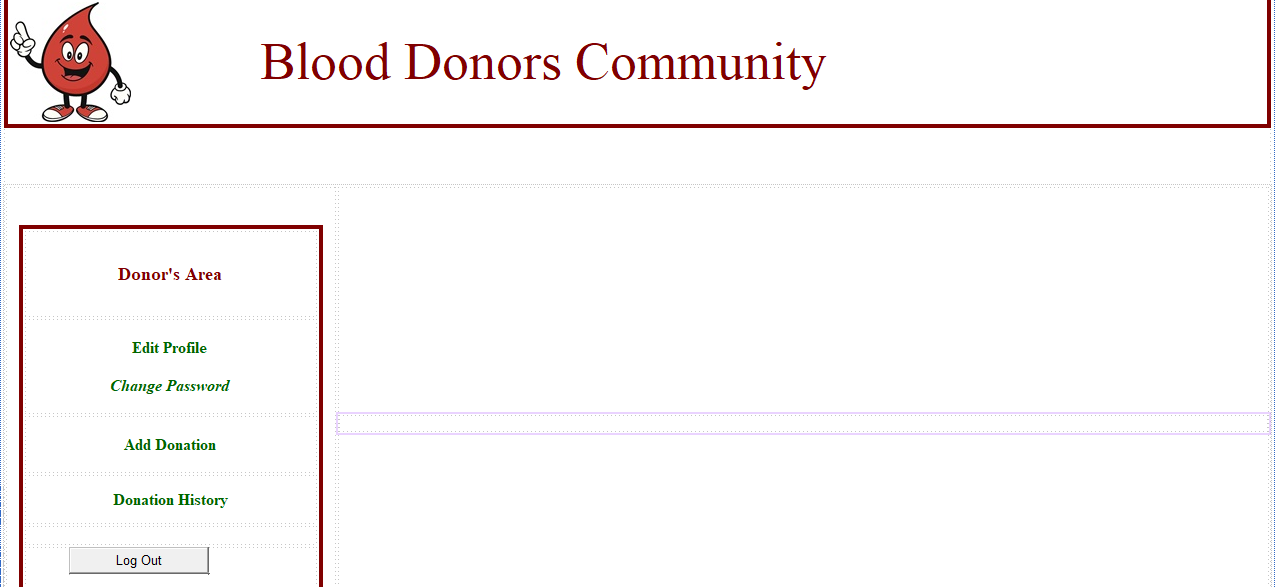 Blood Donors Community
Donor's Area
Edit Profile
Change Password
Add Donation
Donation History
Log Out